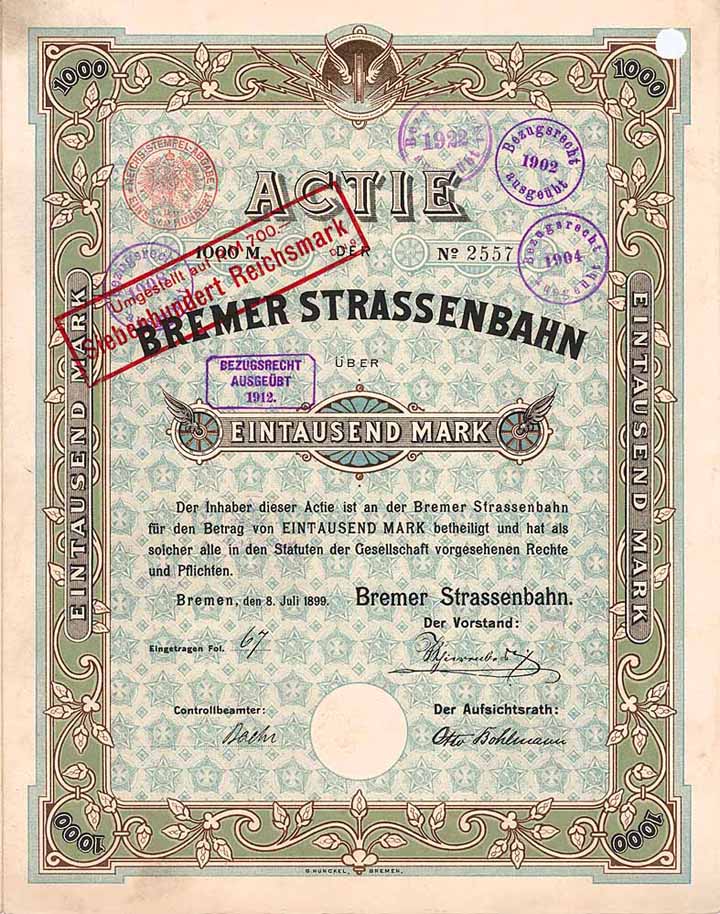 1000
1000
REICHSSTEMPEL-ABGABE
1922
Bezugsrecht
1902
ausgeübt
ACTIE
1000 M.
DER
No 2557
Bezugsrecht
1904
ausgeübt
Umgestellt auf RM 700.—
Siebenhundert Reichsmark
BREMER STRASSENBAHN
ÜBER
BEZUGSRECHT
AUSGEÜBT
1912.
EINTAUSEND MARK
EINTAUSEND MARK
EINTAUSEND MARK
Der Inhaber dieser Actie ist an der Bremer Strassenbahn
für den Betrag von EINTAUSEND MARK betheiligt und hat als
solcher alle in den Statuten der Gesellschaft vorgesehenen Rechte
und Pflichten.
Bremen, den 8. Juli 1899.
Bremer Strassenbahn.
Der Vorstand:
Eingetragen Fol. 67
Controllbeamter:
Der Aufsichtsrath:
Otto Bohlmann
1000
1000
G. HUNCKEL, BREMEN.